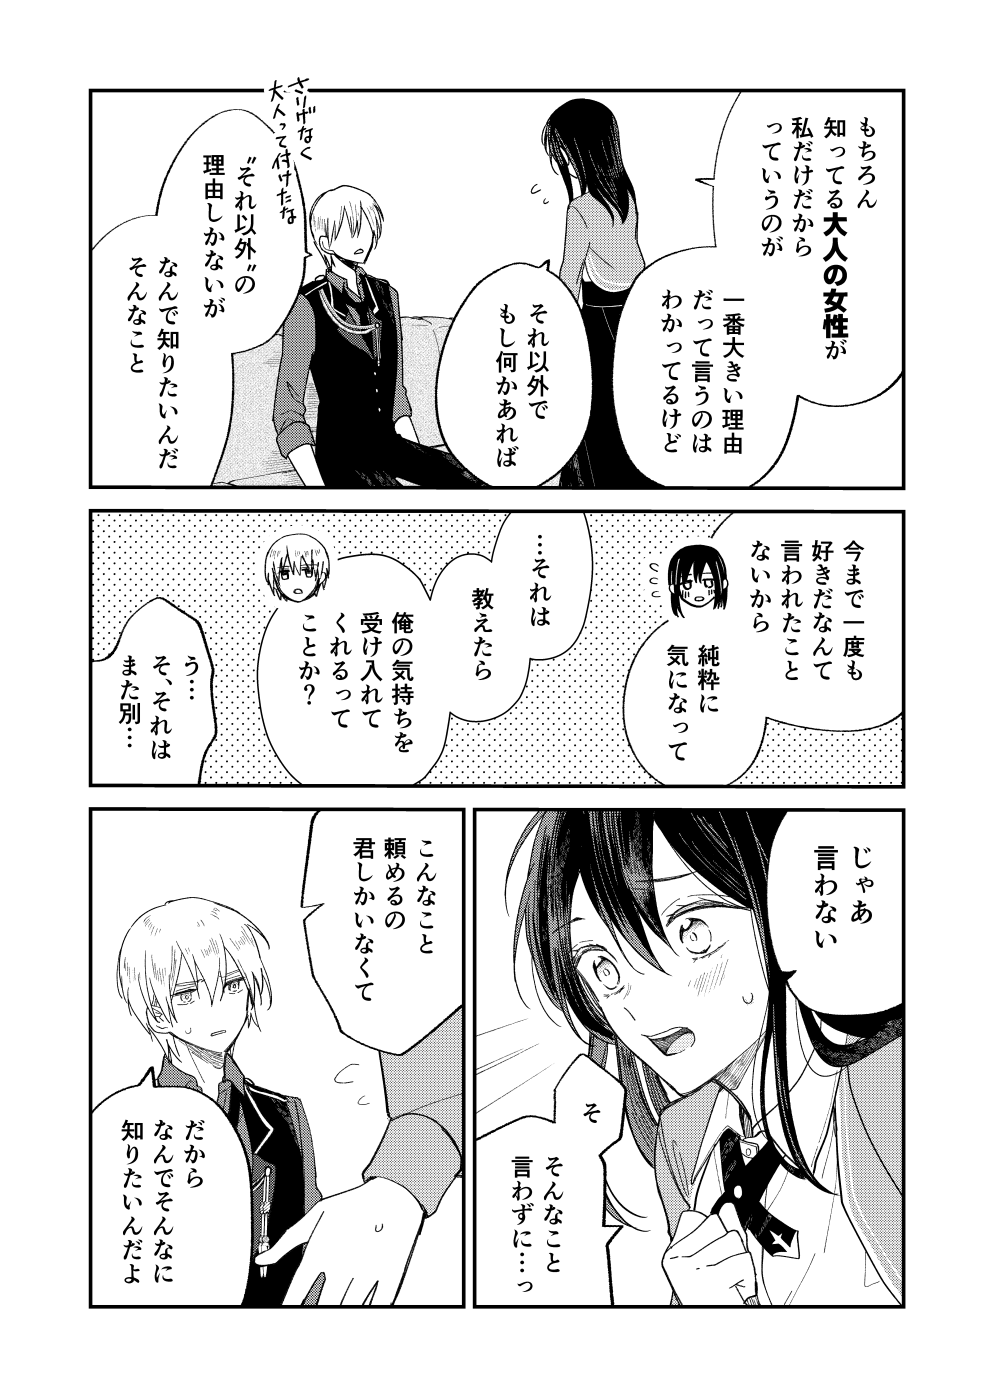 もちろん
知ってる大人の女性が
私だけだから
っていうのが
一番大きい理由
だって言うのは
わかってるけど
それ以外で
もし何かあれば
さりげなく
大人って付けたな
〝それ以外〟の
理由しかないが
なんで知りたいんだ
そんなこと
今まで一度も
好きだなんて
言われたこと
ないから
純粋に
気になって
…それは
教えたら
俺の気持ちを
受け入れて
くれるって
ことか？
う…
そ、それは
また別…
じゃあ
言わない
そ
そんなこと
言わずに…っ
こんなこと
頼めるの
君しかいなくて
だから
なんでそんなに
知りたいんだよ